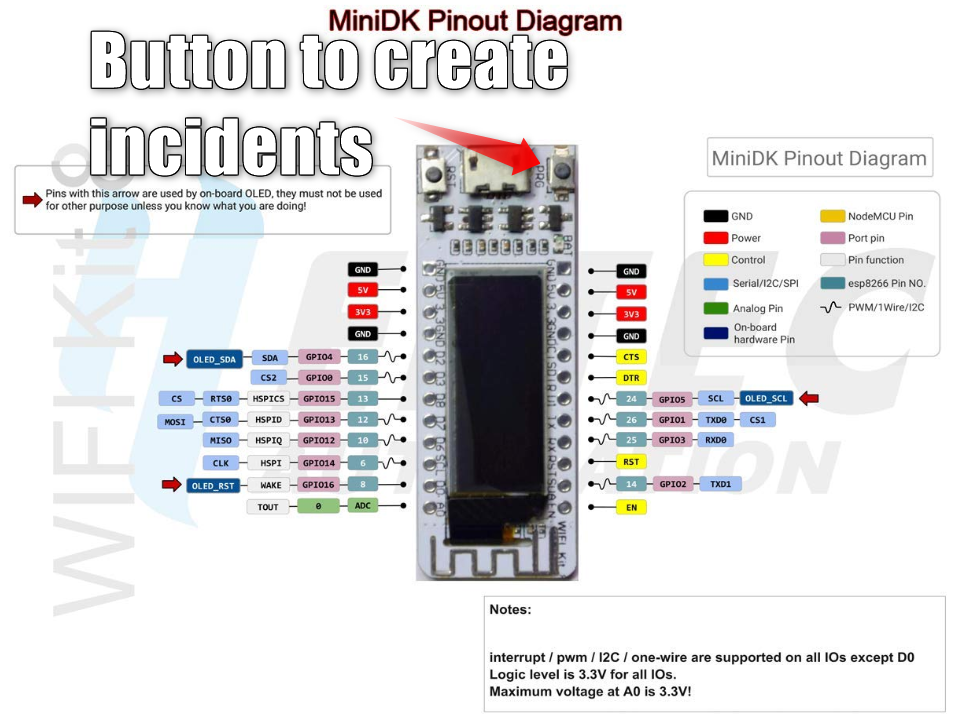 MiniDK Pinout Diagram
Button to create
incidents
MiniDK Pinout Diagram
Pins with this arrow are used by on-board OLED, they must not be used
for other purpose unless you know what you are doing!
GND NodeMCU Pin
Power Port pin
Control Pin function
Serial/I2C/SPI esp8266 Pin NO.
Analog Pin PWM/1Wire/I2C
On-board
hardware Pin
RST PRG
GND GND
5V 5V
3V3 3V3
GND GND
OLED_SDA SDA GPIO4 16 CTS
CS2 GPIO0 15 DTR
CS RTS0 HSPICS GPIO15 13 24 GPIO5 SCL OLED_SCL
MOSI CTS0 HSPID GPIO13 12 26 GPIO1 TXD0 CS1
MISO HSPIQ GPIO12 10 25 GPIO3 RXD0
CLK HSPI GPIO14 6 RST
OLED_RST WAKE GPIO16 8 14 GPIO2 TXD1
TOUT 0 ADC EN
WIFI Kit
WIFI Kit 8
Notes:
interrupt / pwm / I2C / one-wire are supported on all IOs except D0
Logic level is 3.3V for all IOs.
Maximum voltage at A0 is 3.3V!